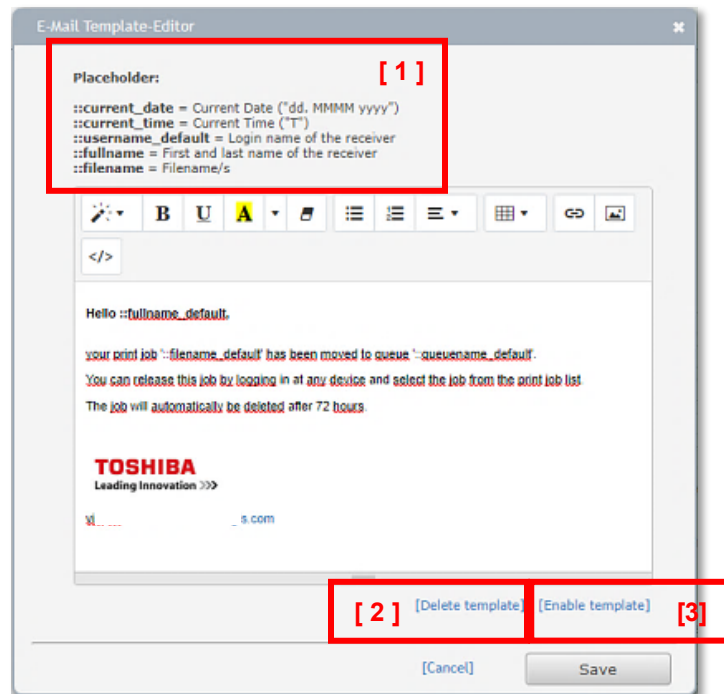 E-Mail Template-Editor
[ 1 ]
Placeholder:
::current_date = Current Date ("dd. MMMM yyyy")
::current_time = Current Time ("T")
::username_default = Login name of the receiver
::fullname = First and last name of the receiver
::filename = Filename/s
B U A
</>
Hello ::fullname_default,
your print job '::filename_default' has been moved to queue '::queuename_default'.
You can release this job by logging in at any device and select the job from the print job list.
The job will automatically be deleted after 72 hours.
TOSHIBA
Leading Innovation >>>
s.com
[ 2 ] [Delete template] [Enable template] [3]
[Cancel] Save